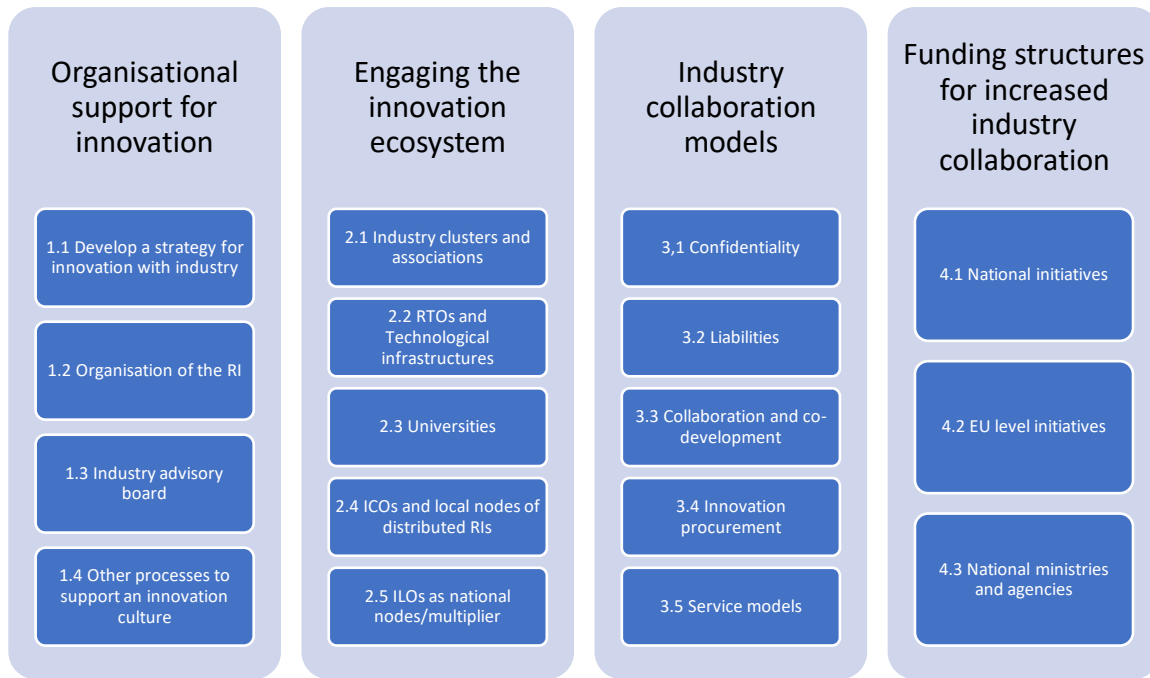 Organisational
support for
innovation
1.1 Develop a strategy for
innovation with industry
1.2 Organisation of the RI
1.3 Industry advisory
board
1.4 Other processes to
support an innovation
culture
Engaging the
innovation
ecosystem
2.1 Industry clusters and
associations
2.2 RTOs and
Technological
infrastructures
2.3 Universities
2.4 ICOs and local nodes of
distributed RIs
2.5 ILOs as national
nodes/multiplier
Industry
collaboration
models
3,1 Confidentiality
3.2 Liabilities
3.3 Collaboration and co-
development
3.4 Innovation
procurement
3.5 Service models
Funding structures
for increased
industry
collaboration
4.1 National initiatives
4.2 EU level initiatives
4.3 National ministries
and agencies